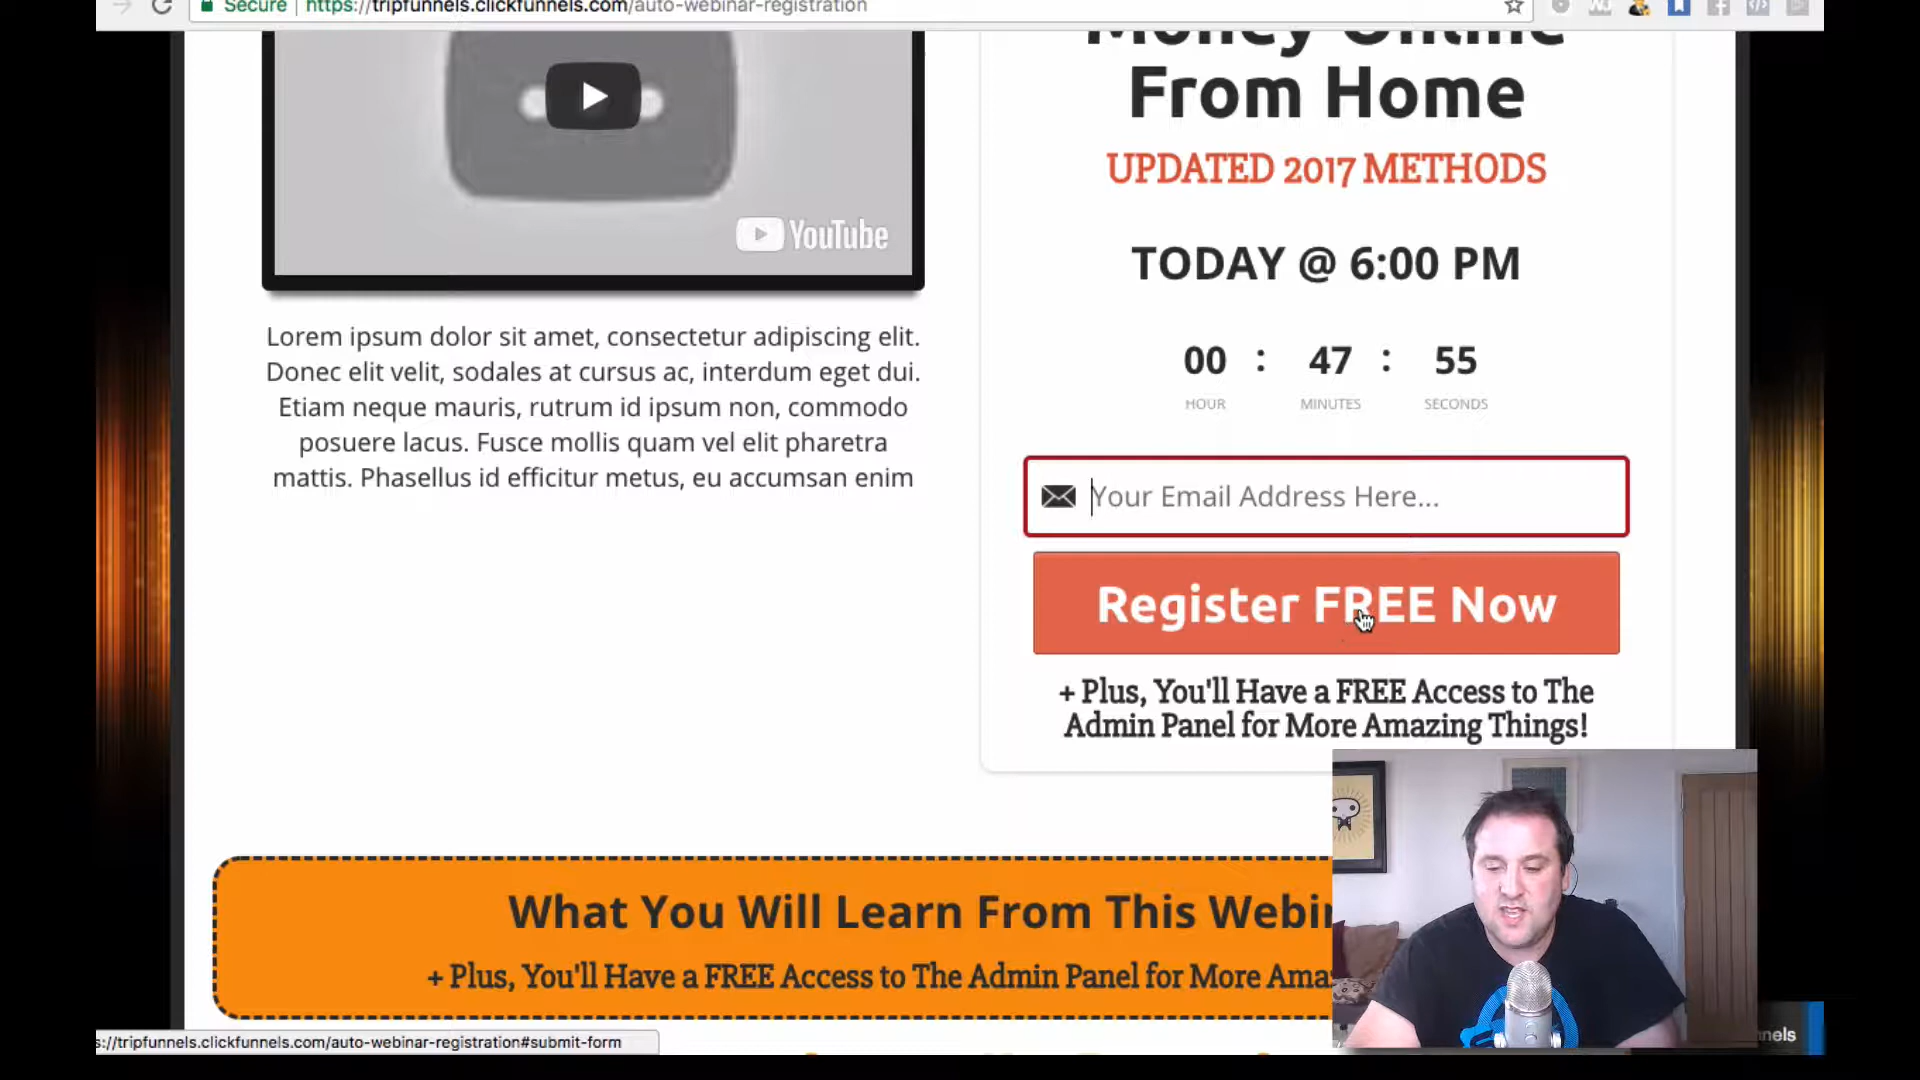 Secure | https://tripfunnels.clickfunnels.com/auto-webinar-registration
Money Online
From Home
UPDATED 2017 METHODS
TODAY @ 6:00 PM
00 : 47 : 55
HOUR MINUTES SECONDS
Your Email Address Here...
Register FREE Now
+ Plus, You'll Have a FREE Access to The
Admin Panel for More Amazing Things!
YouTube
Lorem ipsum dolor sit amet, consectetur adipiscing elit.
Donec elit velit, sodales at cursus ac, interdum eget dui.
Etiam neque mauris, rutrum id ipsum non, commodo
posuere lacus. Fusce mollis quam vel elit pharetra
mattis. Phasellus id efficitur metus, eu accumsan enim
What You Will Learn From This Webin
+ Plus, You'll Have a FREE Access to The Admin Panel for More Ama
s://tripfunnels.clickfunnels.com/auto-webinar-registration#submit-form
nels